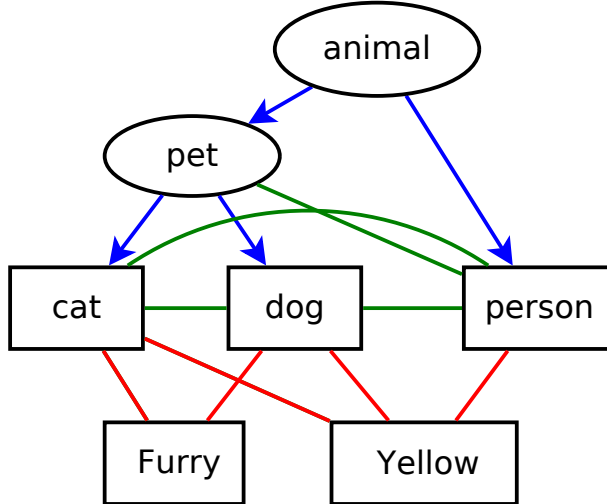 animal
pet
cat
dog
person
Furry
Yellow